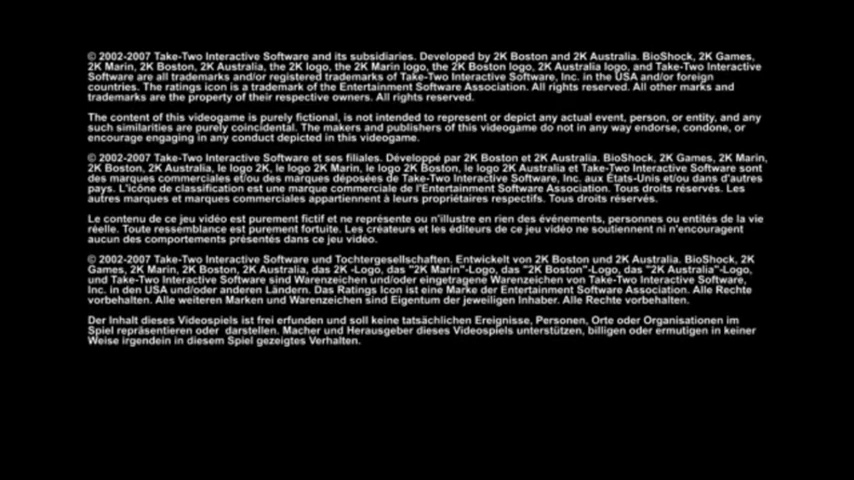 © 2002-2007 Take-Two Interactive Software and its subsidiaries. Developed by 2K Boston and 2K Australia. BioShock, 2K Games,
2K Marin, 2K Boston, 2K Australia, the 2K logo, the 2K Marin logo, the 2K Boston logo, 2K Australia logo, and Take-Two Interactive
Software are all trademarks and/or registered trademarks of Take-Two Interactive Software, Inc. in the USA and/or foreign
countries. The ratings icon is a trademark of the Entertainment Software Association. All rights reserved. All other marks and
trademarks are the property of their respective owners. All rights reserved.
The content of this videogame is purely fictional, is not intended to represent or depict any actual event, person, or entity, and any
such similarities are purely coincidental. The makers and publishers of this videogame do not in any way endorse, condone, or
encourage engaging in any conduct depicted in this videogame.
© 2002-2007 Take-Two Interactive Software et ses filiales. Développé par 2K Boston et 2K Australia. BioShock, 2K Games, 2K Marin,
2K Boston, 2K Australia, le logo 2K, le logo 2K Marin, le logo 2K Boston, le logo 2K Australia et Take-Two Interactive Software sont
des marques commerciales et/ou des marques déposées de Take-Two Interactive Software, Inc. aux États-Unis et/ou dans d'autres
pays. L'icône de classification est une marque commerciale de l'Entertainment Software Association. Tous droits réservés. Les
autres marques et marques commerciales appartiennent à leurs propriétaires respectifs. Tous droits réservés.
Le contenu de ce jeu vidéo est purement fictif et ne représente ou n'illustre en rien des événements, personnes ou entités de la vie
réelle. Toute ressemblance est purement fortuite. Les créateurs et les éditeurs de ce jeu vidéo ne soutiennent ni n'encouragent
aucun des comportements présentés dans ce jeu vidéo.
© 2002-2007 Take-Two Interactive Software und Tochtergesellschaften. Entwickelt von 2K Boston und 2K Australia. BioShock, 2K
Games, 2K Marin, 2K Boston, 2K Australia, das 2K -Logo, das "2K Marin"-Logo, das "2K Boston"-Logo, das "2K Australia"-Logo,
und Take-Two Interactive Software sind Warenzeichen und/oder eingetragene Warenzeichen von Take-Two Interactive Software,
Inc. in den USA und/oder anderen Ländern. Das Ratings Icon ist eine Marke der Entertainment Software Association. Alle Rechte
vorbehalten. Alle weiteren Marken und Warenzeichen sind Eigentum der jeweiligen Inhaber. Alle Rechte vorbehalten.
Der Inhalt dieses Videospiels ist frei erfunden und soll keine tatsächlichen Ereignisse, Personen, Orte oder Organisationen im
Spiel repräsentieren oder darstellen. Macher und Herausgeber dieses Videospiels unterstützen, billigen oder ermutigen in keiner
Weise irgendein in diesem Spiel gezeigtes Verhalten.